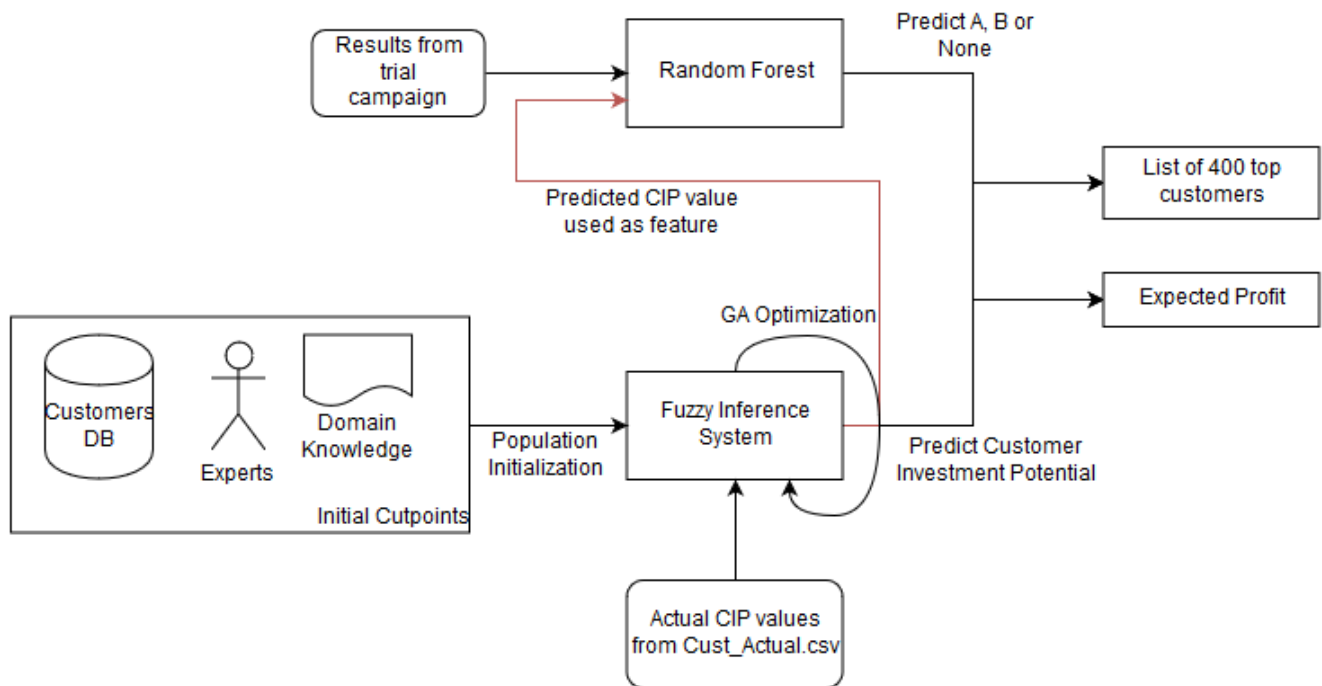 Results from
trial
campaign
Random Forest
Predict A, B or
None
List of 400 top
customers
Predicted CIP value
used as feature
Expected Profit
GA Optimization
Customers
DB
Experts
Domain
Knowledge
Initial Cutpoints
Population
Initialization
Fuzzy Inference
System
Predict Customer
Investment Potential
Actual CIP values
from Cust_Actual.csv